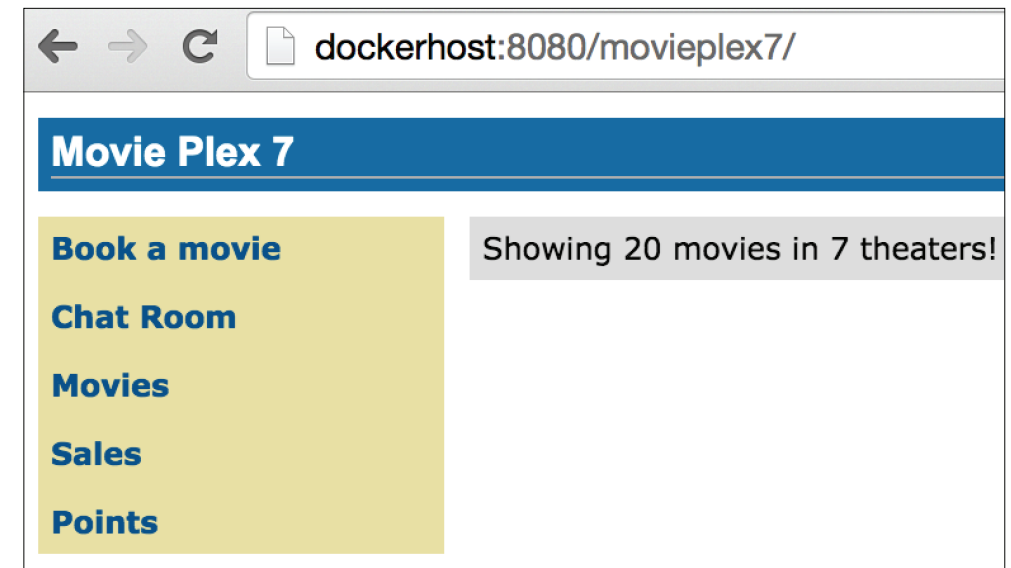 dockerhost:8080/movieplex7/
Movie Plex 7
Book a movie
Chat Room
Movies
Sales
Points
Showing 20 movies in 7 theaters!